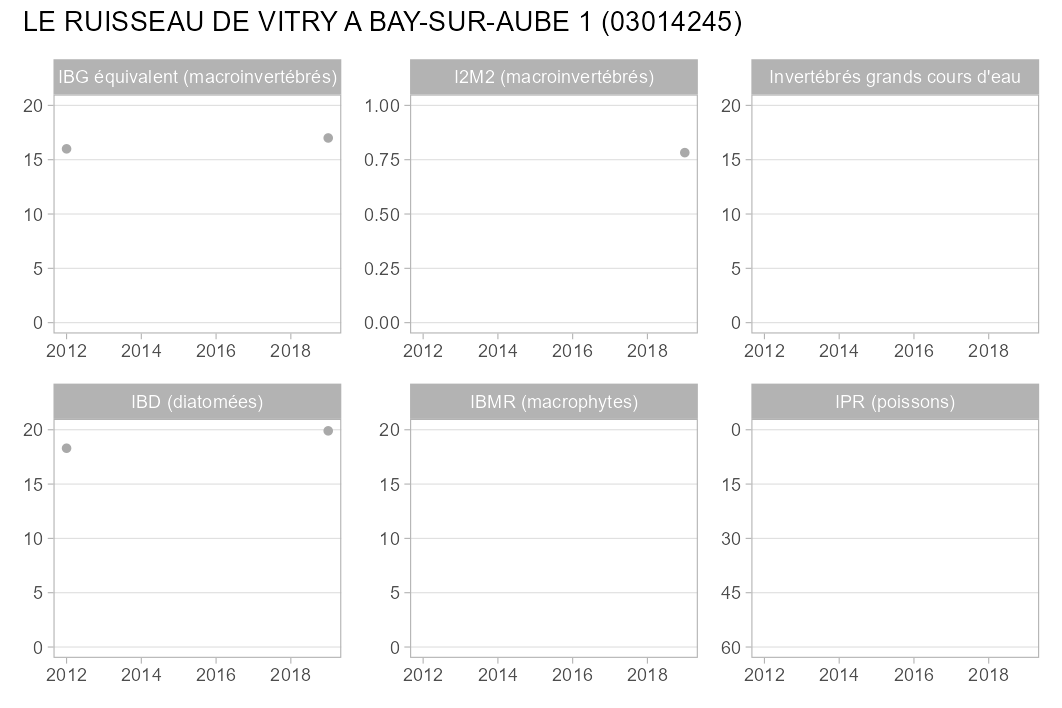 LE RUISSEAU DE VITRY A BAY-SUR-AUBE 1 (03014245)
IBG équivalent (macroinvertébrés)
20
15
10
5
0
2012 2014 2016 2018
I2M2 (macroinvertébrés)
1.00
0.75
0.50
0.25
0.00
2012 2014 2016 2018
Invertébrés grands cours d'eau
20
15
10
5
0
2012 2014 2016 2018
IBD (diatomées)
20
15
10
5
0
2012 2014 2016 2018
IBMR (macrophytes)
20
15
10
5
0
2012 2014 2016 2018
IPR (poissons)
0
15
30
45
60
2012 2014 2016 2018